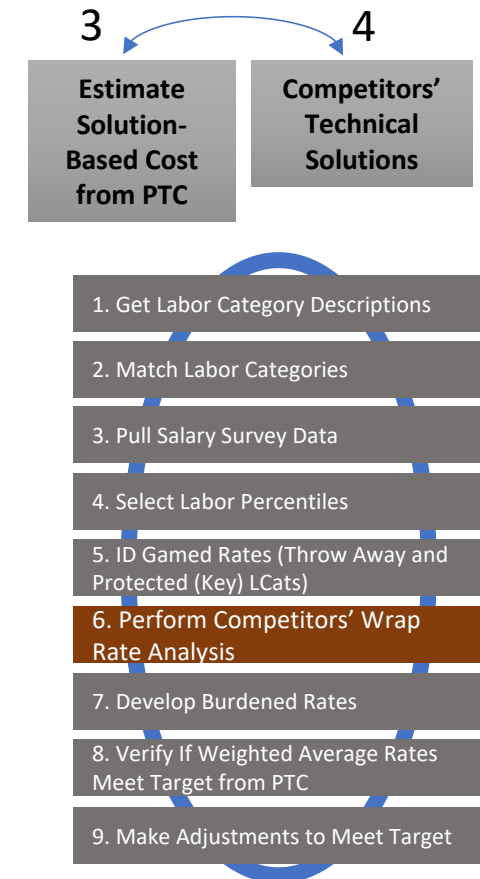 3
4
Estimate
Solution-
Based Cost
from PTC
Competitors’
Technical
Solutions
1. Get Labor Category Descriptions
2. Match Labor Categories
3. Pull Salary Survey Data
4. Select Labor Percentiles
5. ID Gamed Rates (Throw Away and
Protected (Key) LCats)
6. Perform Competitors’ Wrap
Rate Analysis
7. Develop Burdened Rates
8. Verify If Weighted Average Rates
Meet Target from PTC
9. Make Adjustments to Meet Target